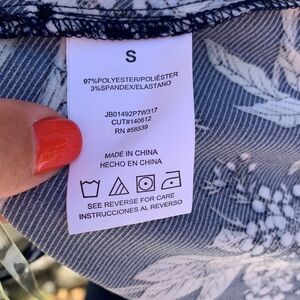 S
97%POLYESTER/POLIÉSTER
3%SPANDEX/ELASTANO
JB01492P7W317
CUT#140612
RN #58539
MADE IN CHINA
HECHO EN CHINA
SEE REVERSE FOR CARE
INSTRUCCIONES AL REVERSO